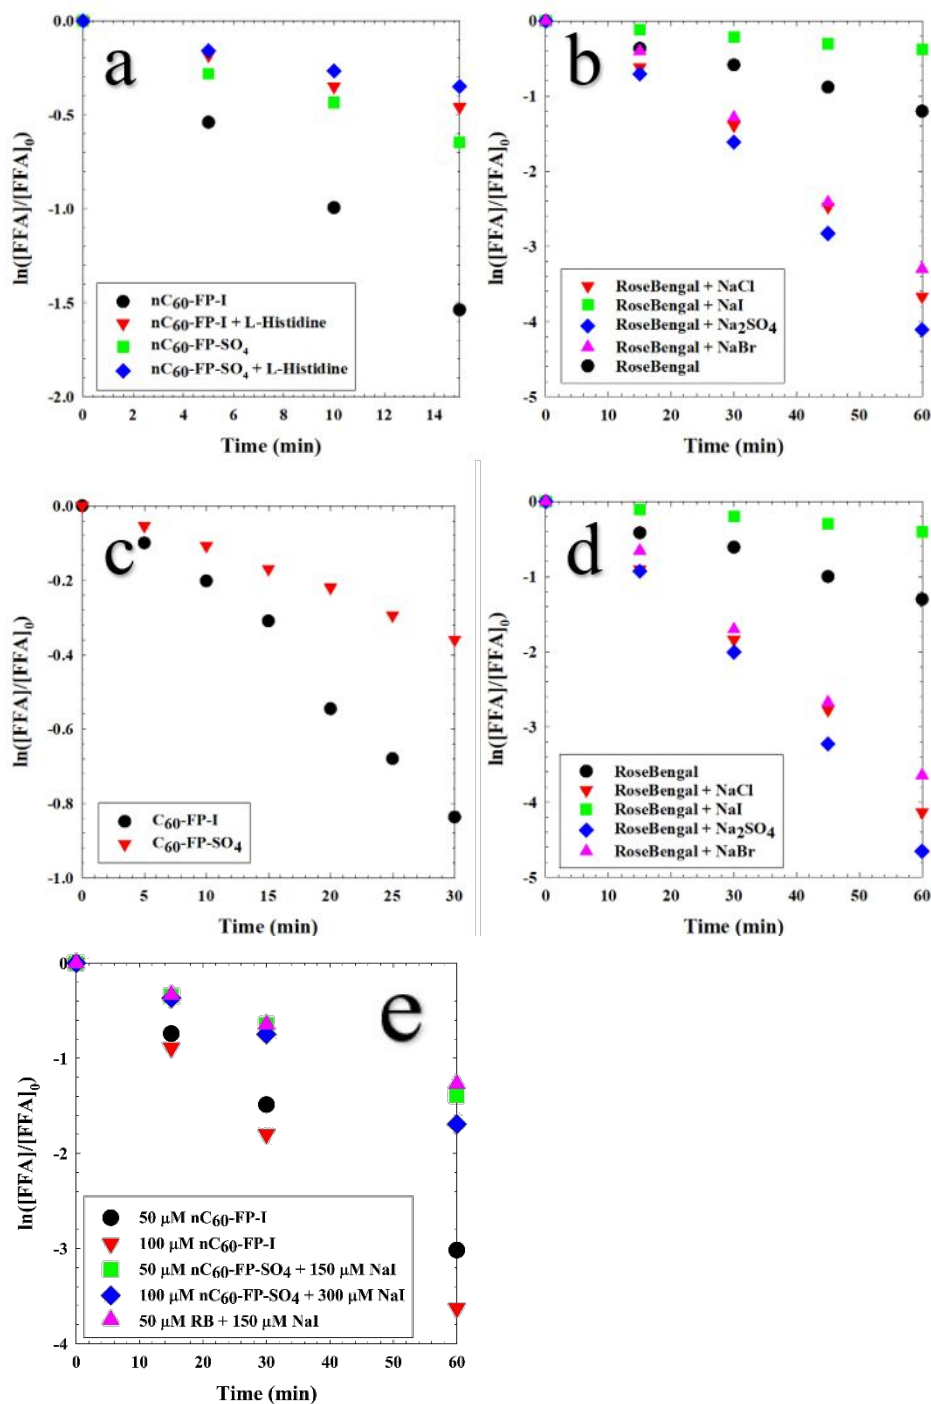 a
0.0
-0.5
-1.0
-1.5
-2.0
ln([FFA]/[FFA]₀)
nC₆₀-FP-I
nC₆₀-FP-I + L-Histidine
nC₆₀-FP-SO₄
nC₆₀-FP-SO₄ + L-Histidine
0 2 4 6 8 10 12 14
Time (min)
b
0
-1
-2
-3
-4
-5
ln([FFA]/[FFA]₀)
RoseBengal + NaCl
RoseBengal + NaI
RoseBengal + Na₂SO₄
RoseBengal + NaBr
RoseBengal
0 10 20 30 40 50 60
Time (min)
c
0.0
-0.2
-0.4
-0.6
-0.8
-1.0
ln([FFA]/[FFA]₀)
C₆₀-FP-I
C₆₀-FP-SO₄
0 5 10 15 20 25 30
Time (min)
d
0
-1
-2
-3
-4
-5
ln([FFA]/[FFA]₀)
RoseBengal
RoseBengal + NaCl
RoseBengal + NaI
RoseBengal + Na₂SO₄
RoseBengal + NaBr
0 10 20 30 40 50 60
Time (min)
e
0
-1
-2
-3
-4
ln([FFA]/[FFA]₀)
50 μM nC₆₀-FP-I
100 μM nC₆₀-FP-I
50 μM nC₆₀-FP-SO₄ + 150 μM NaI
100 μM nC₆₀-FP-SO₄ + 300 μM NaI
50 μM RB + 150 μM NaI
0 10 20 30 40 50 60
Time (min)